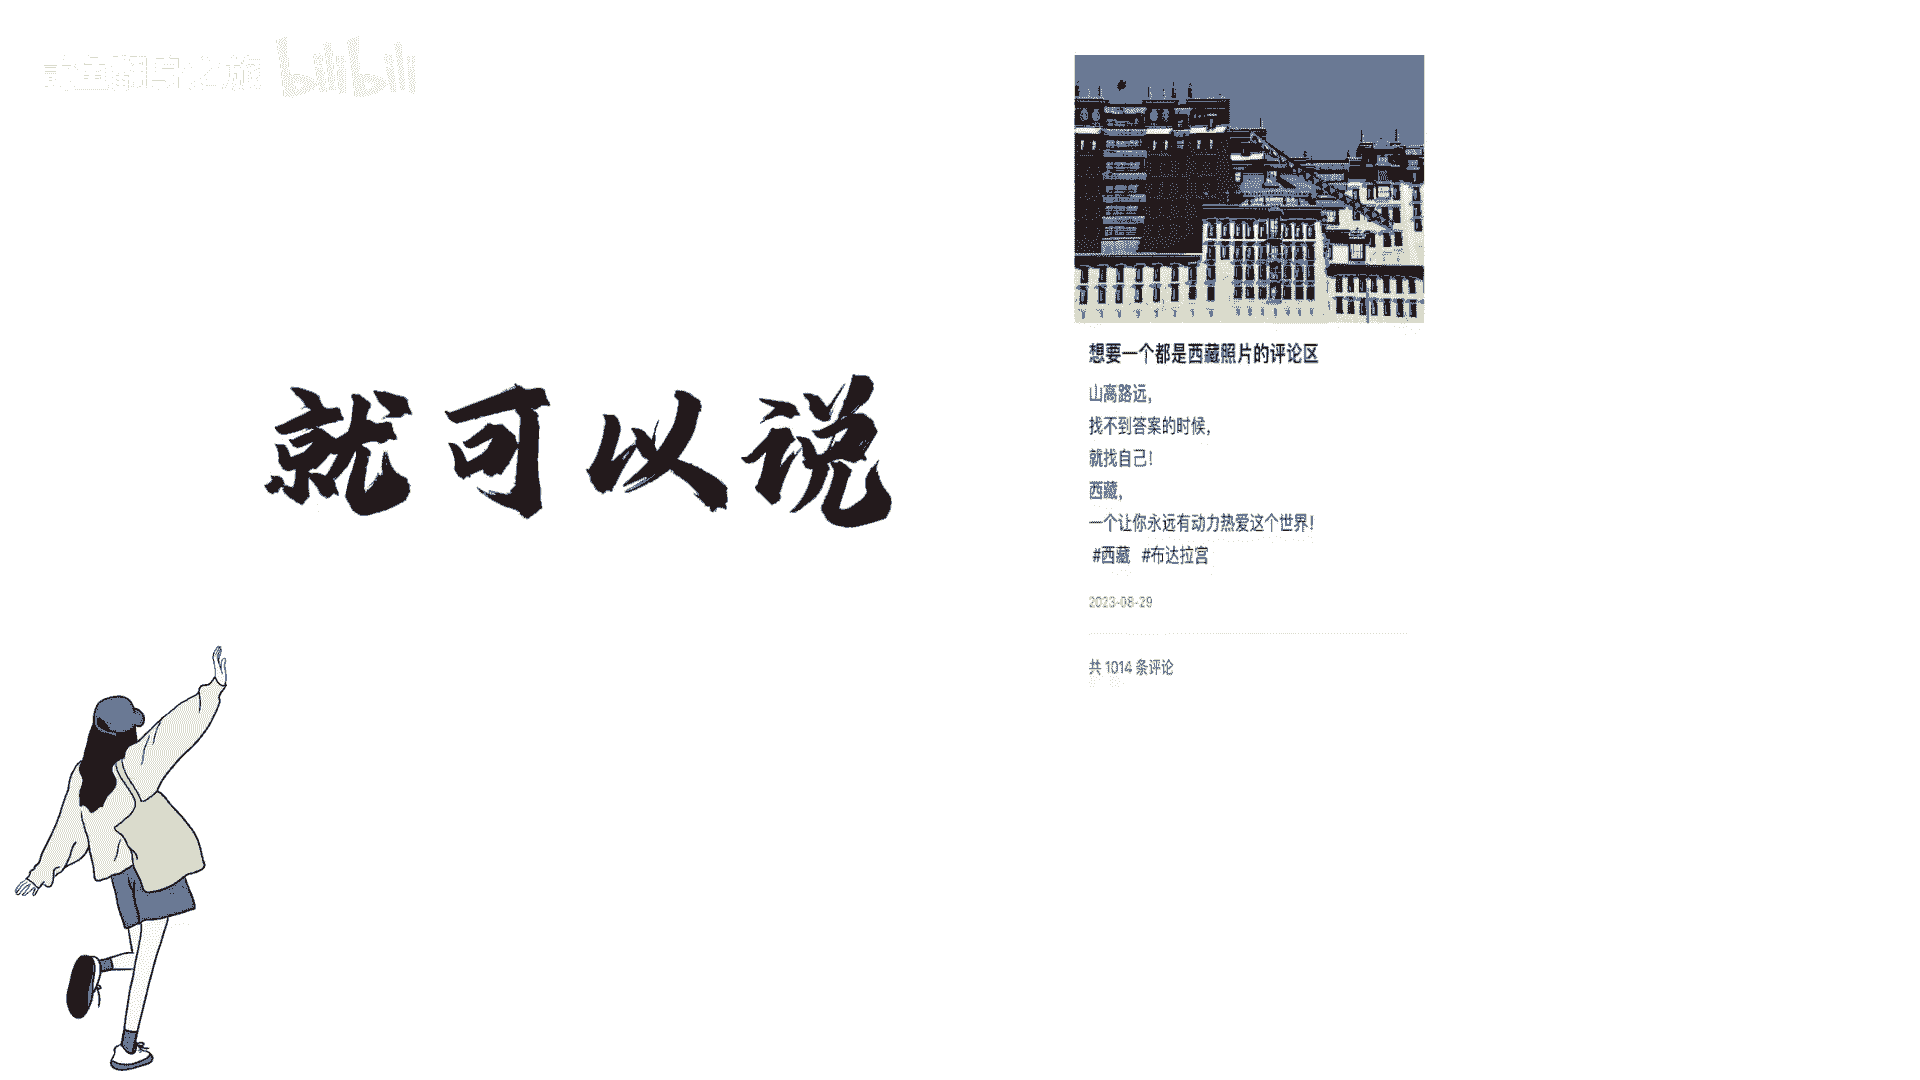 bilibili
就可以说
想要一个都是西藏照片的评论区
山高路远，
找不到答案的时候，
就找自己！
西藏，
一个让你永远有动力热爱这个世界！
#西藏 #布达拉宫
2023-08-29
共 1014 条评论